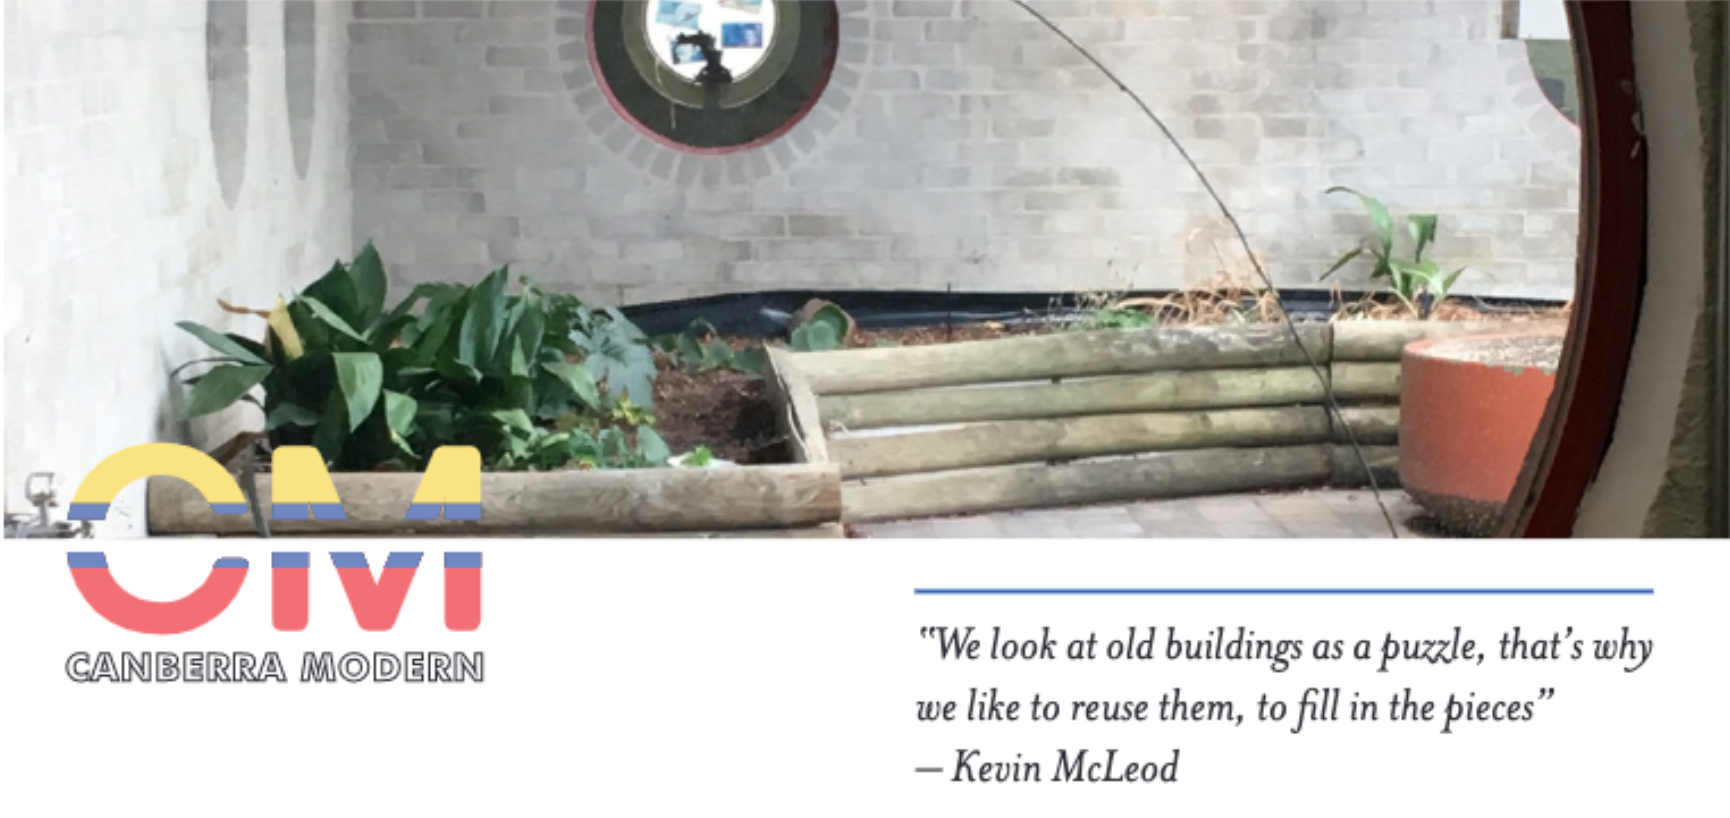 CM
CANBERRA MODERN
“We look at old buildings as a puzzle, that’s why
we like to reuse them, to fill in the pieces”
– Kevin McLeod